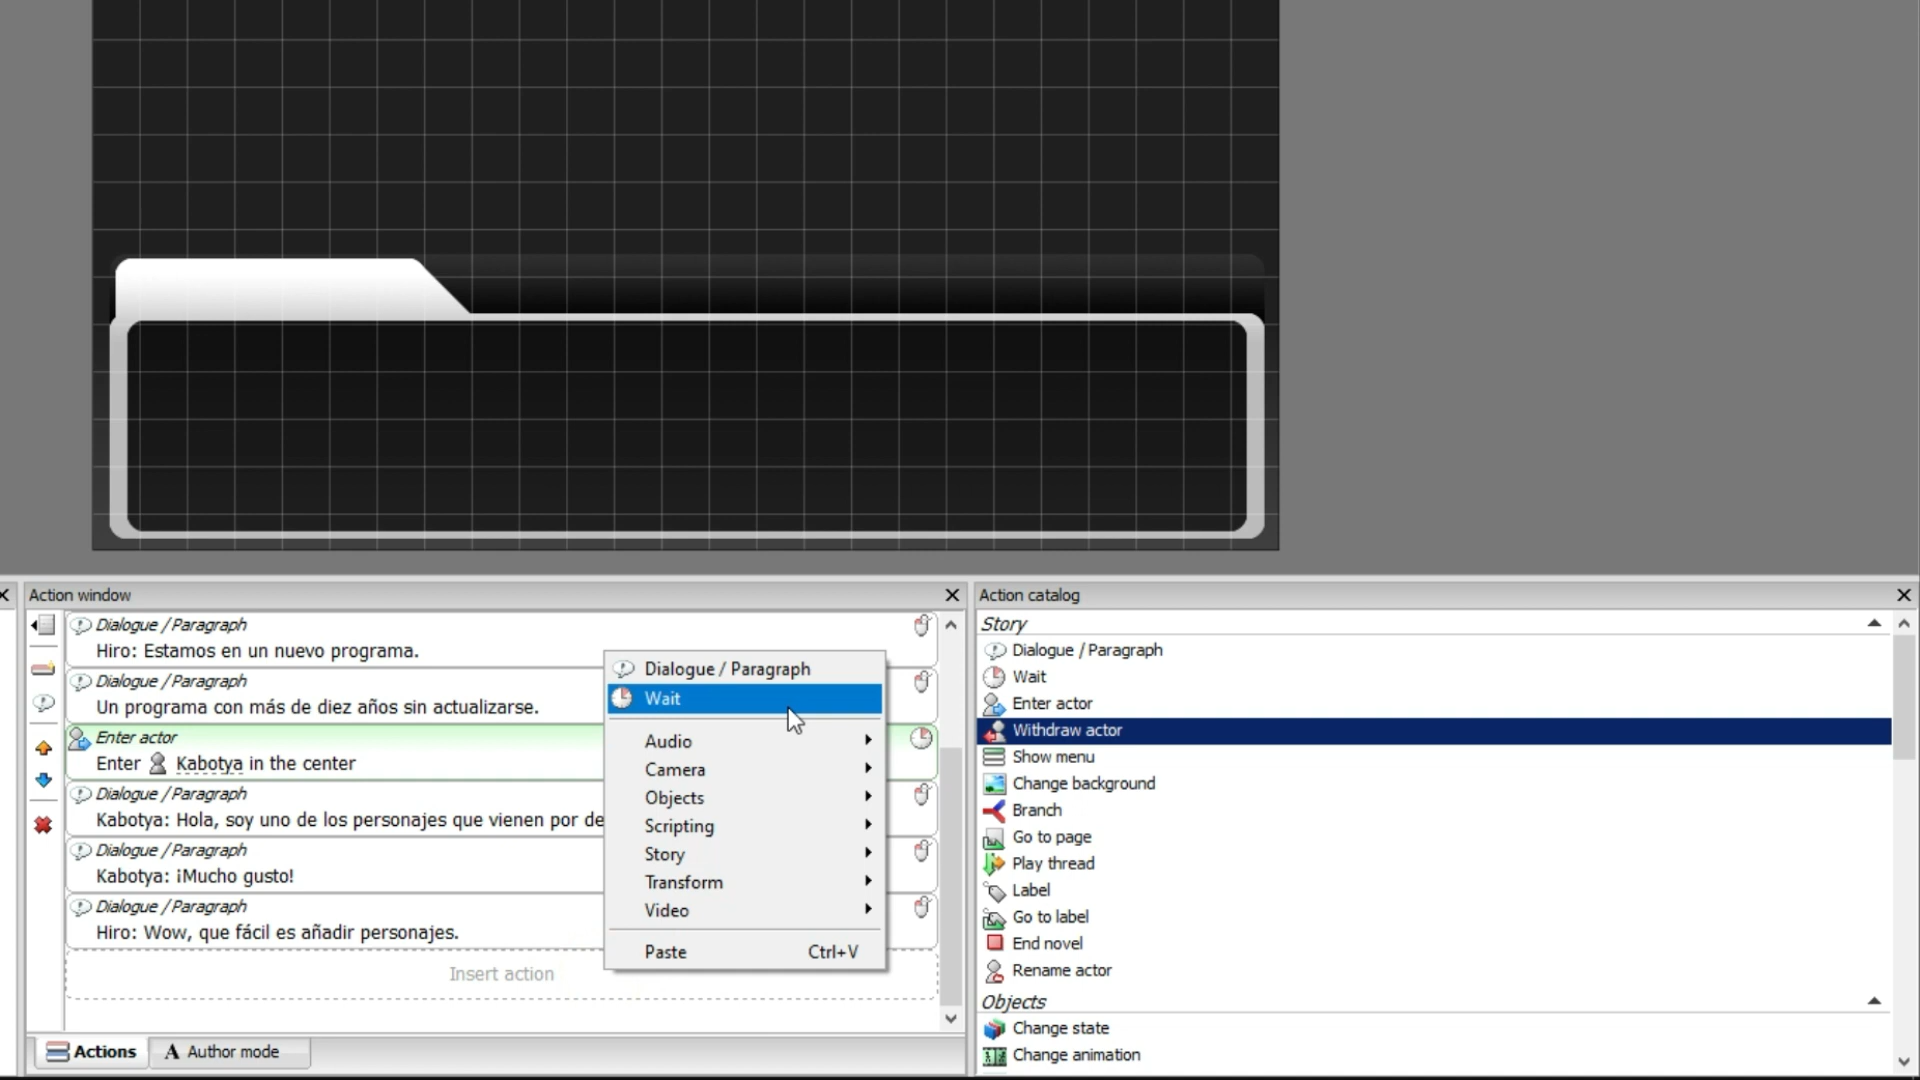 Action window
Dialogue / Paragraph
Hiro: Estamos en un nuevo programa.
Dialogue / Paragraph
Un programa con más de diez años sin actualizarse.
Enter actor
Enter Kabotya in the center
Dialogue / Paragraph
Kabotya: Hola, soy uno de los personajes que vienen por de
Dialogue / Paragraph
Kabotya: ¡Mucho gusto!
Dialogue / Paragraph
Hiro: Wow, que fácil es añadir personajes.
Insert action
Actions
Author mode
Dialogue / Paragraph
Wait
Audio
Camera
Objects
Scripting
Story
Transform
Video
Paste Ctrl+V
Action catalog
Story
Dialogue / Paragraph
Wait
Enter actor
Withdraw actor
Show menu
Change background
Branch
Go to page
Play thread
Label
Go to label
End novel
Rename actor
Objects
Change state
Change animation